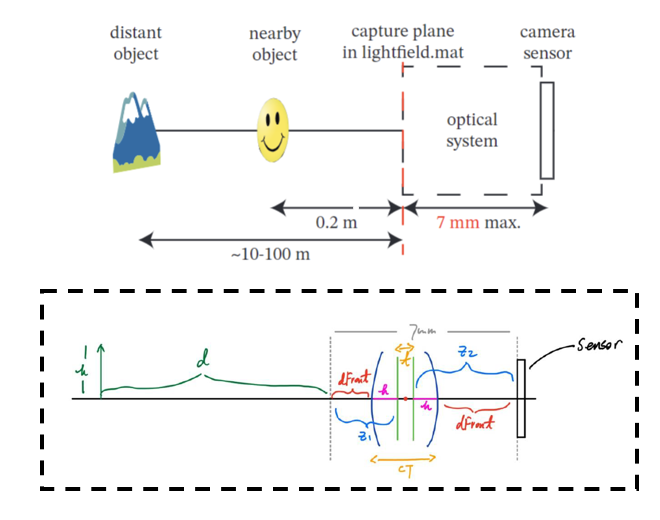 distant
object
nearby
object
capture plane
in lightfield.mat
camera
sensor
optical
system
0.2 m
7 mm max.
~10-100 m
7mm
h
d
dFront
h
t
z2
Sensor
z1
h
dFront
CT